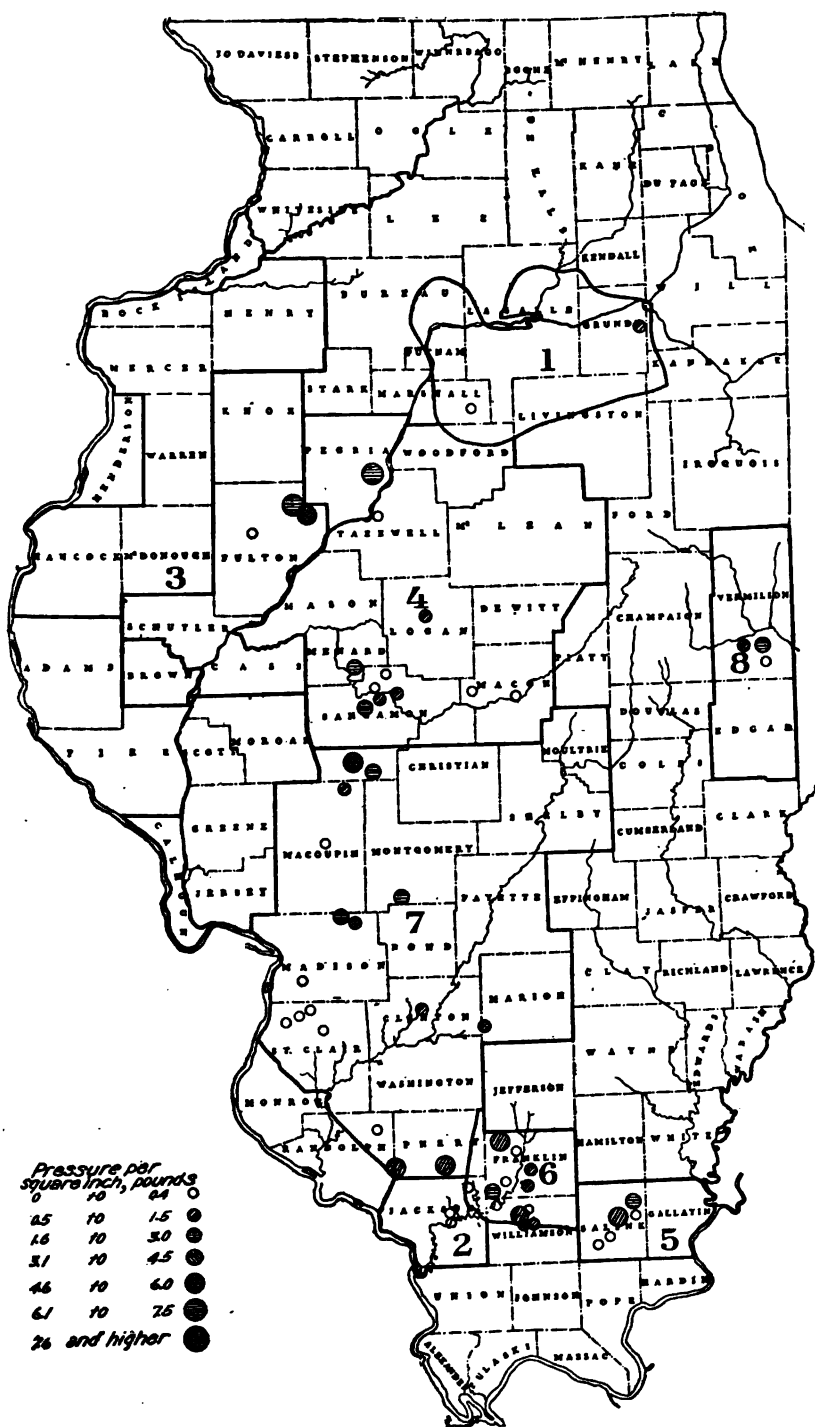 JO DAVIESS STEPHENSON WINNEBAGO BOONE McHENRY LAKE
CARROLL OGLE DE KALB KANE COOK
DU PAGE
WHITESIDE LEE
KENDALL
ROCK ISLAND BUREAU LA SALLE WILL
HENRY GRUNDY
MERCER PUTNAM 1 KANKAKEE
STARK MARSHALL
KNOX LIVINGSTON
HENDERSON WARREN PEORIA WOODFORD
IROQUOIS
TAZEWELL McLEAN FORD
HANCOCK McDONOUGH FULTON
3
MASON 4 DEWITT CHAMPAIGN VERMILLION
SCHUYLER LOGAN
ADAMS BROWN CASS MENARD PIATT
MACON 8
SANGAMON DOUGLAS
PIKE SCOTT MORGAN EDGAR
CHRISTIAN MOULTRIE COLES
GREENE SHELBY CLARK
CALHOUN MACOUPIN MONTGOMERY CUMBERLAND
JERSEY FAYETTE EFFINGHAM JASPER CRAWFORD
7
BOND
MADISON CLAY RICHLAND LAWRENCE
MARION
CLINTON
ST. CLAIR WAYNE EDWARDS WABASH
WASHINGTON JEFFERSON
MONROE
RANDOLPH PERRY FRANKLIN HAMILTON WHITE
6
JACKSON GALLATIN
2 WILLIAMSON SALINE 5
UNION JOHNSON POPE HARDIN
ALEXANDER PULASKI MASSAC
Pressure per
square inch, pounds
0 to 0.4
0.5 to 1.5
1.6 to 3.0
3.1 to 4.5
4.6 to 6.0
6.1 to 7.5
7.6 and higher